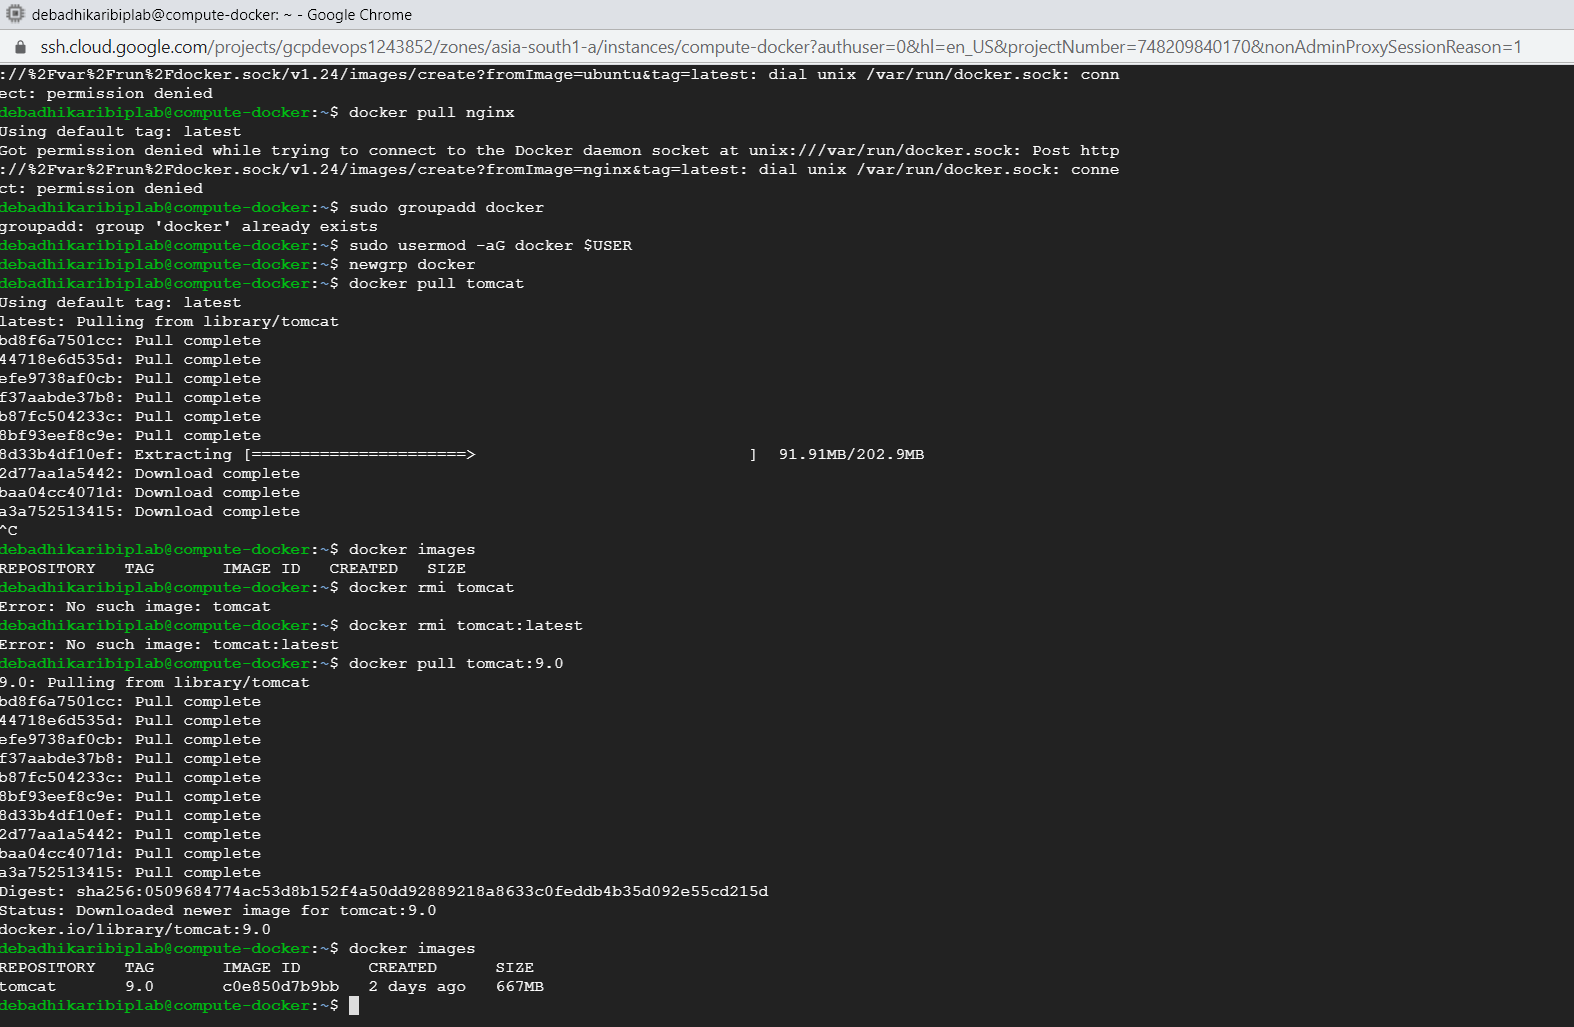 debadhikaribiplab@compute-docker: ~ - Google Chrome
ssh.cloud.google.com/projects/gcpdevops1243852/zones/asia-south1-a/instances/compute-docker?authuser=0&hl=en_US&projectNumber=748209840170&nonAdminProxySessionReason=1
://%2Fvar%2Frun%2Fdocker.sock/v1.24/images/create?fromImage=ubuntu&tag=latest: dial unix /var/run/docker.sock: conn
ect: permission denied
debadhikaribiplab@compute-docker:~$ docker pull nginx
Using default tag: latest
Got permission denied while trying to connect to the Docker daemon socket at unix:///var/run/docker.sock: Post http
://%2Fvar%2Frun%2Fdocker.sock/v1.24/images/create?fromImage=nginx&tag=latest: dial unix /var/run/docker.sock: conne
ct: permission denied
debadhikaribiplab@compute-docker:~$ sudo groupadd docker
groupadd: group 'docker' already exists
debadhikaribiplab@compute-docker:~$ sudo usermod -aG docker $USER
debadhikaribiplab@compute-docker:~$ newgrp docker
debadhikaribiplab@compute-docker:~$ docker pull tomcat
Using default tag: latest
latest: Pulling from library/tomcat
bd8f6a7501cc: Pull complete
44718e6d535d: Pull complete
efe9738af0cb: Pull complete
f37aabde37b8: Pull complete
b87fc504233c: Pull complete
8bf93eef8c9e: Pull complete
8d33b4df10ef: Extracting [======================>                            ]  91.91MB/202.9MB
2d77aa1a5442: Download complete
baa04cc4071d: Download complete
a3a752513415: Download complete
^C
debadhikaribiplab@compute-docker:~$ docker images
REPOSITORY   TAG       IMAGE ID   CREATED   SIZE
debadhikaribiplab@compute-docker:~$ docker rmi tomcat
Error: No such image: tomcat
debadhikaribiplab@compute-docker:~$ docker rmi tomcat:latest
Error: No such image: tomcat:latest
debadhikaribiplab@compute-docker:~$ docker pull tomcat:9.0
9.0: Pulling from library/tomcat
bd8f6a7501cc: Pull complete
44718e6d535d: Pull complete
efe9738af0cb: Pull complete
f37aabde37b8: Pull complete
b87fc504233c: Pull complete
8bf93eef8c9e: Pull complete
8d33b4df10ef: Pull complete
2d77aa1a5442: Pull complete
baa04cc4071d: Pull complete
a3a752513415: Pull complete
Digest: sha256:0509684774ac53d8b152f4a50dd92889218a8633c0feddb4b35d092e55cd215d
Status: Downloaded newer image for tomcat:9.0
docker.io/library/tomcat:9.0
debadhikaribiplab@compute-docker:~$ docker images
REPOSITORY   TAG       IMAGE ID       CREATED      SIZE
tomcat       9.0       c0e850d7b9bb   2 days ago   667MB
debadhikaribiplab@compute-docker:~$